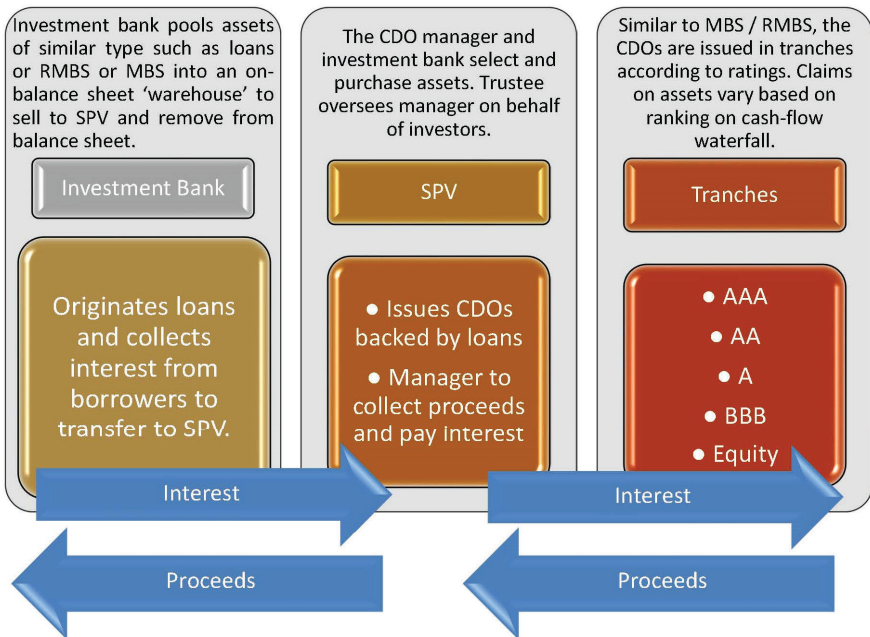 Investment bank pools assets
of similar type such as loans
or RMBS or MBS into an on-
balance sheet ‘warehouse’ to
sell to SPV and remove from
balance sheet.
Investment Bank
Originates loans
and collects
interest from
borrowers to
transfer to SPV.
The CDO manager and
investment bank select and
purchase assets. Trustee
oversees manager on behalf
of investors.
SPV
● Issues CDOs
backed by loans
● Manager to
collect proceeds
and pay interest
Similar to MBS / RMBS, the
CDOs are issued in tranches
according to ratings. Claims
on assets vary based on
ranking on cash-flow
waterfall.
Tranches
● AAA
● AA
● A
● BBB
● Equity
Interest
Interest
Proceeds
Proceeds